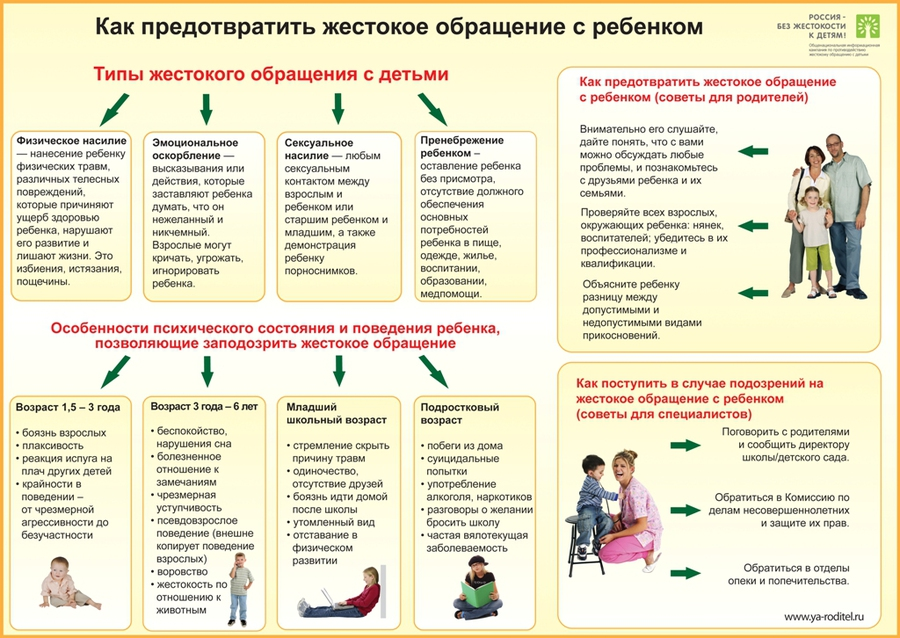 Как предотвратить жестокое обращение с ребенком
РОССИЯ -
БЕЗ ЖЕСТОКОСТИ
К ДЕТЯМ!
Общенациональная информационная
кампания по противодействию
жестокому обращению с детьми
Типы жестокого обращения с детьми
Физическое насилие
— нанесение ребенку
физических травм,
различных телесных
повреждений,
которые причиняют
ущерб здоровью
ребенка, нарушают
его развитие и
лишают жизни. Это
избиения, истязания,
пощечины.
Эмоциональное
оскорбление —
высказывания или
действия, которые
заставляют ребенка
думать, что он
нежеланный и
никчемный.
Взрослые могут
кричать, угрожать,
игнорировать
ребенка.
Сексуальное
насилие — любым
сексуальным
контактом между
взрослым и
ребенком или
старшим ребенком и
младшим, а также
демонстрация
ребенку
порноснимков.
Пренебрежение
ребенком –
оставление ребенка
без присмотра,
отсутствие должного
обеспечения
основных
потребностей
ребенка в пище,
одежде, жилье,
воспитании,
образовании,
медпомощи.
Особенности психического состояния и поведения ребенка,
позволяющие заподозрить жестокое обращение
Возраст 1,5 – 3 года
• боязнь взрослых
• плаксивость
• реакция испуга на
плач других детей
• крайности в
поведении –
от чрезмерной
агрессивности до
безучастности
Возраст 3 года – 6 лет
• беспокойство,
нарушения сна
• болезненное
отношение к
замечаниям
• чрезмерная
уступчивость
• псевдовзрослое
поведение (внешне
копирует поведение
взрослых)
• воровство
• жестокость по
отношению к
животным
Младший
школьный возраст
• стремление скрыть
причину травм
• одиночество,
отсутствие друзей
• боязнь идти домой
после школы
• утомленный вид
• отставание в
физическом
развитии
Подростковый
возраст
• побеги из дома
• суицидальные
попытки
• употребление
алкоголя, наркотиков
• разговоры о желании
бросить школу
• частая вялотекущая
заболеваемость
Как предотвратить жестокое обращение
с ребенком (советы для родителей)
Внимательно его слушайте,
дайте понять, что с вами
можно обсуждать любые
проблемы, и познакомьтесь
с друзьями ребенка и их
семьями.
Проверяйте всех взрослых,
окружающих ребенка: нянек,
воспитателей; убедитесь в их
профессионализме и
квалификации.
Объясните ребенку
разницу между
допустимыми и
недопустимыми видами
прикосновений.
Как поступить в случае подозрений на
жестокое обращение с ребенком
(советы для специалистов)
Поговорить с родителями
и сообщить директору
школы/детского сада.
Обратиться в Комиссию по
делам несовершеннолетних
и защите их прав.
Обратиться в отделы
опеки и попечительства.
www.ya-roditel.ru